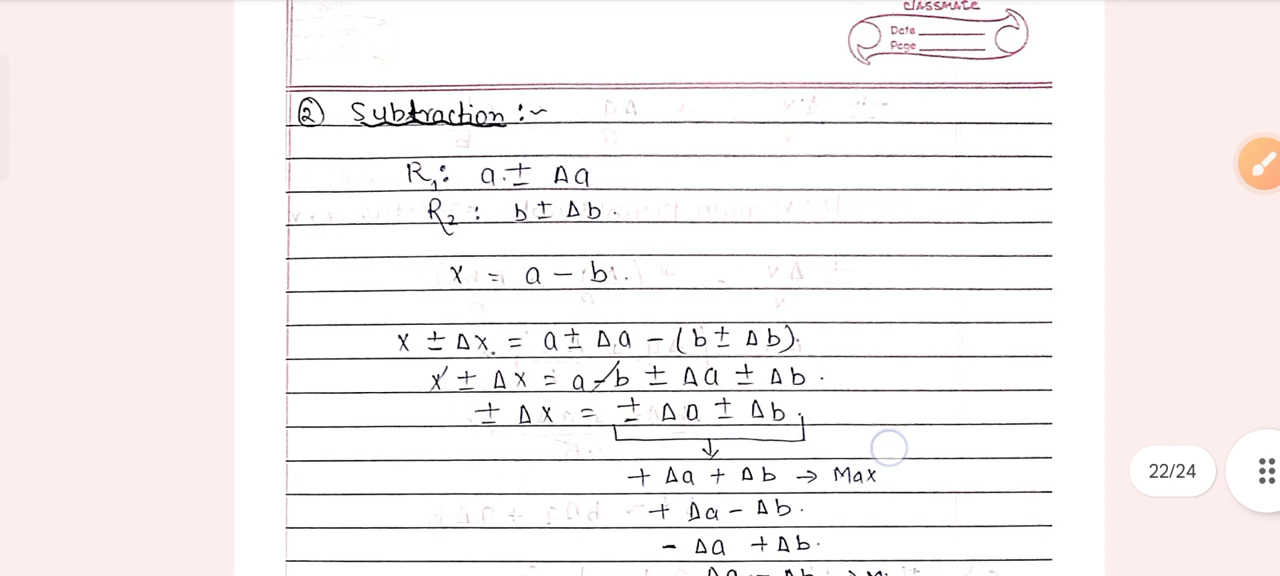 classmate
Date
Page
② Subtraction :~
R₁: a ± Δa
R₂ : b ± Δb.
x = a - b
x ± Δx. = a ± Δa - (b ± Δb).
x ± Δx = a - b ± Δa ± Δb .
± Δx = ± Δa ± Δb.
+ Δa + Δb → Max
+ Δa - Δb.
- Δa + Δb.
22/24